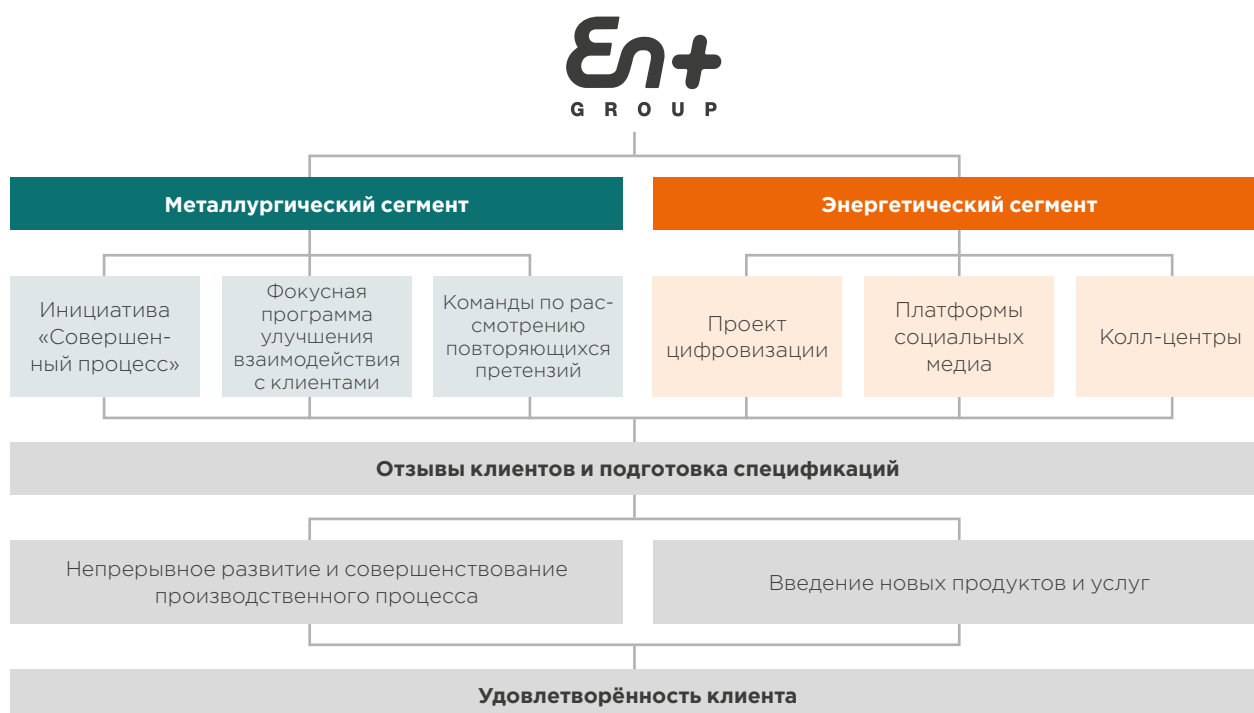 En+
GROUP
Металлургический сегмент
Энергетический сегмент
Инициатива
«Совершен-
ный процесс»
Фокусная
программа
улучшения
взаимодействия
с клиентами
Команды по рас-
смотрению
повторяющихся
претензий
Проект
цифровизации
Платформы
социальных
медиа
Колл-центры
Отзывы клиентов и подготовка спецификаций
Непрерывное развитие и совершенствование
производственного процесса
Введение новых продуктов и услуг
Удовлетворённость клиента